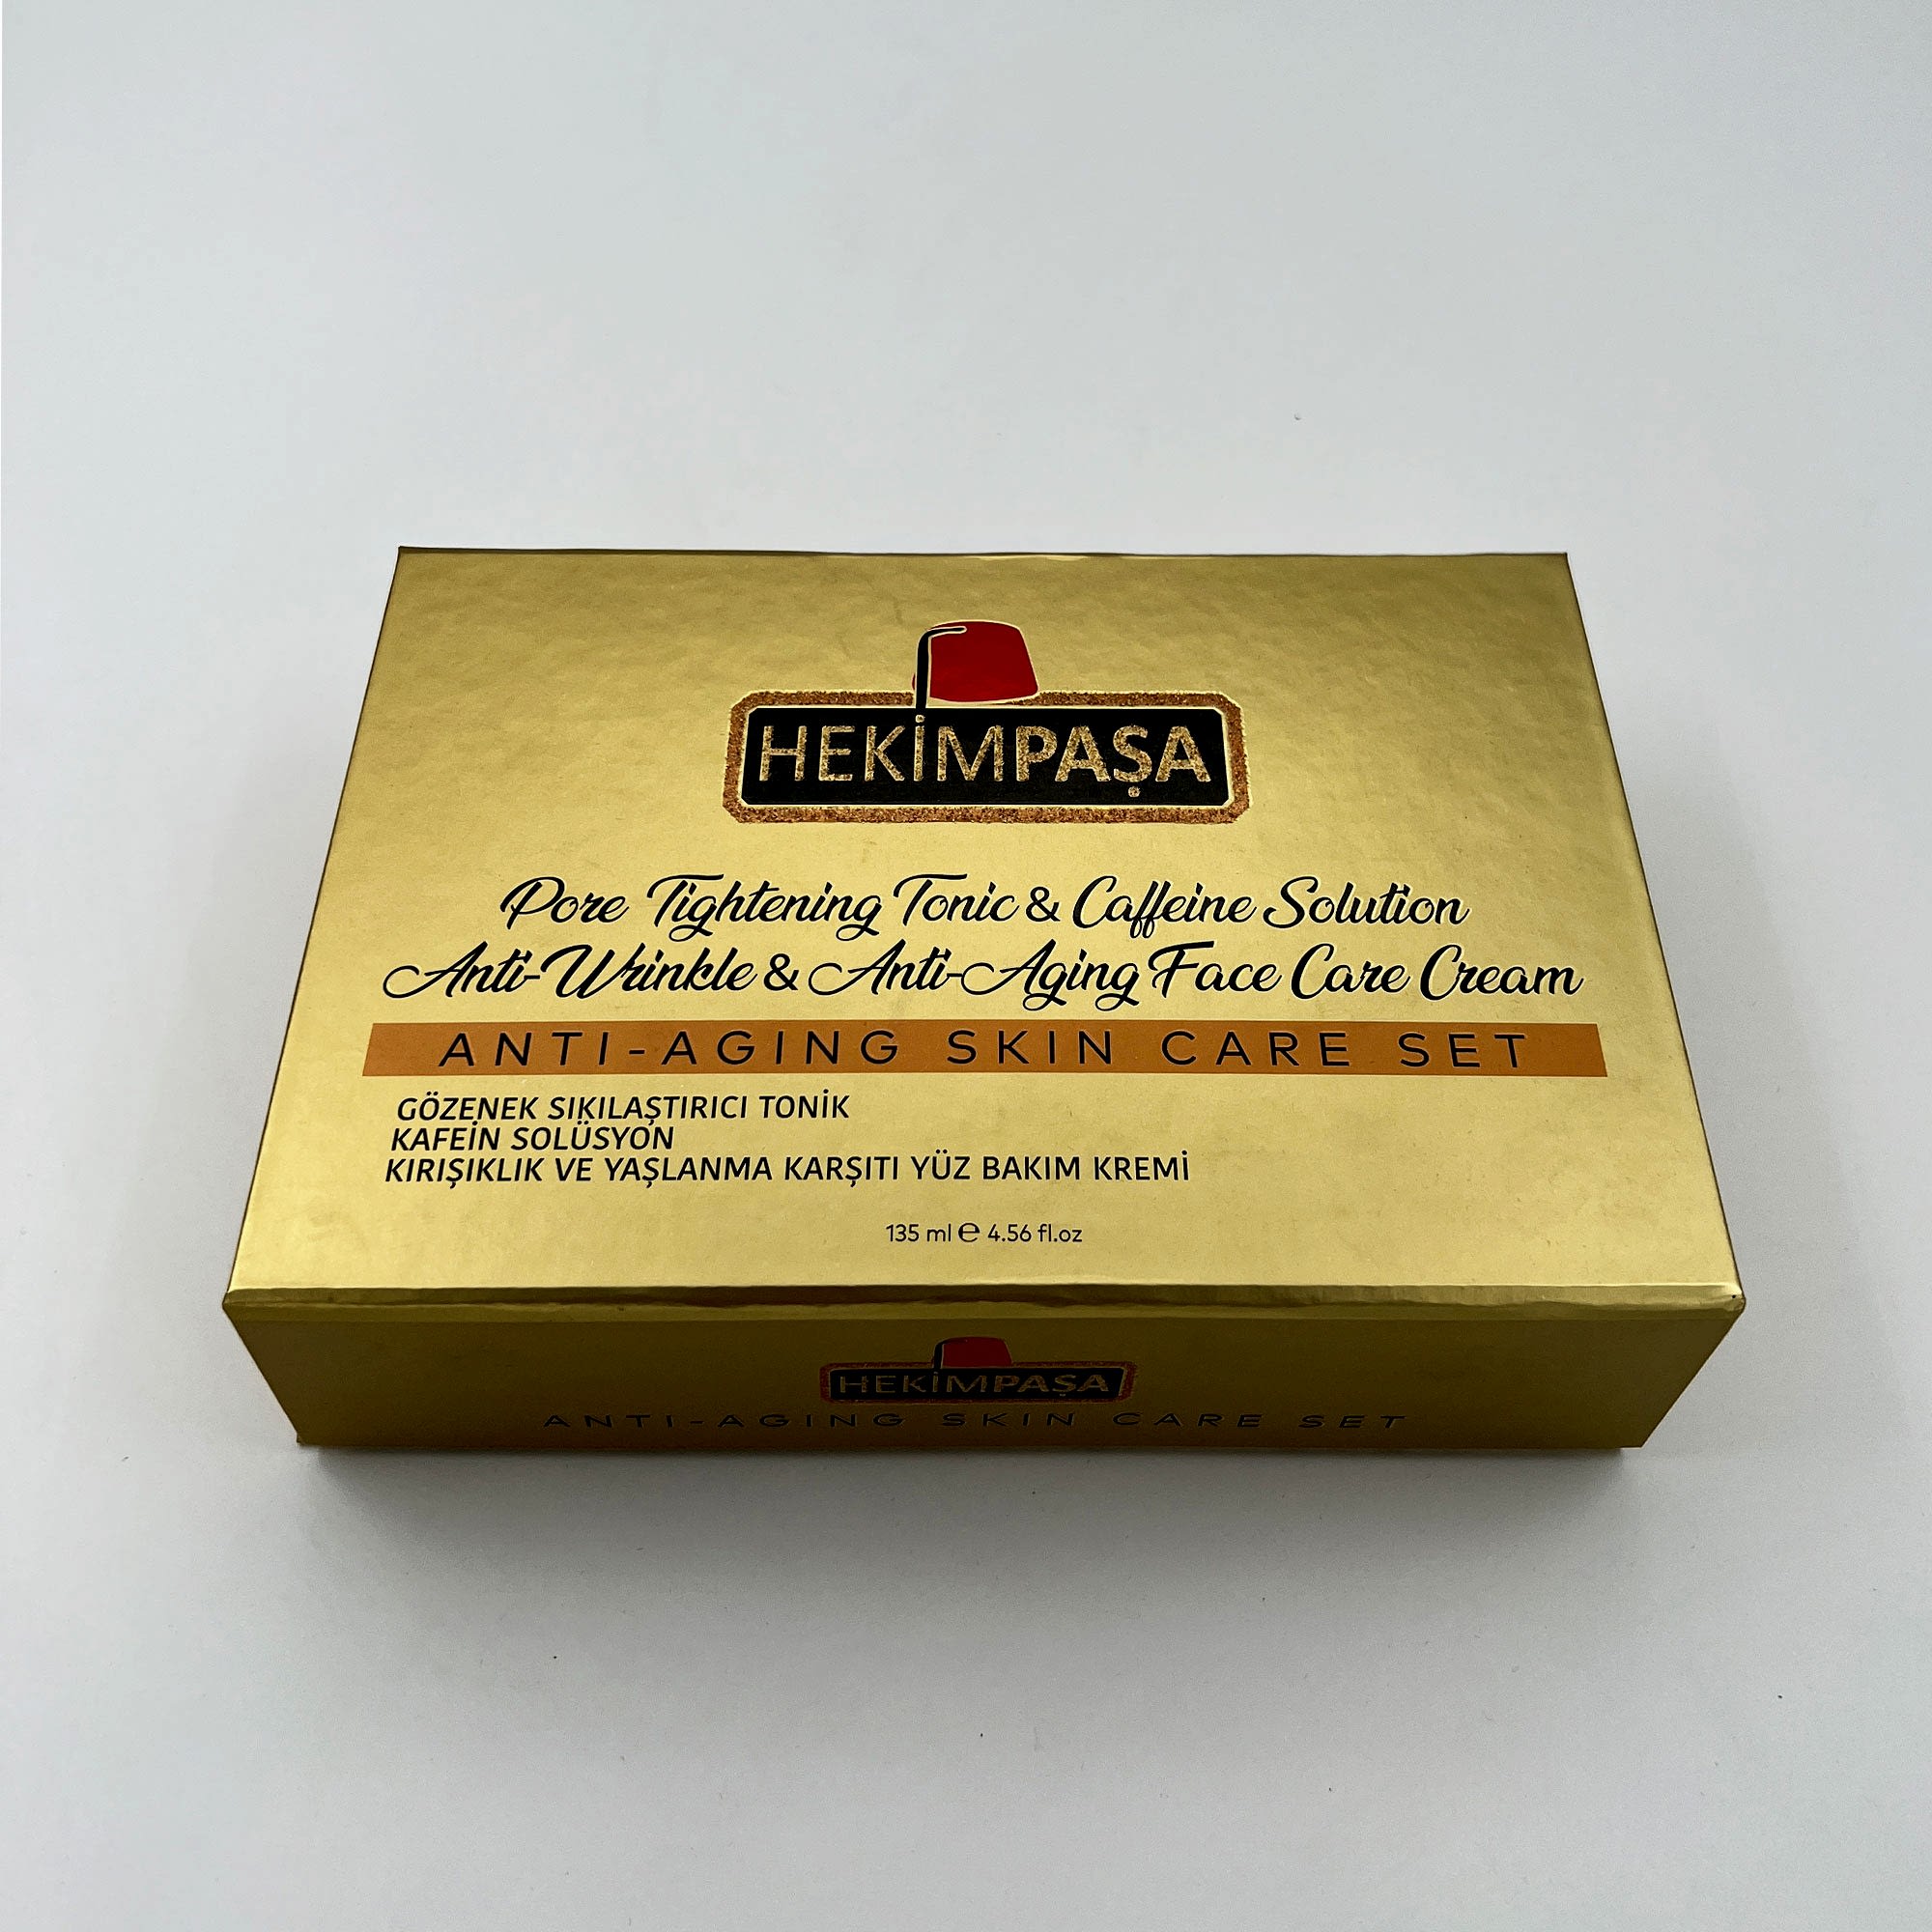 HEKİMPAŞA
Pore Tightening Tonic & Caffeine Solution
Anti-Wrinkle & Anti-Aging Face Care Cream
ANTI-AGING SKIN CARE SET
GÖZENEK SIKILAŞTIRICI TONİK
KAFEİN SOLÜSYON
KIRIŞIKLIK VE YAŞLANMA KARŞITI YÜZ BAKIM KREMİ
135 ml ℮ 4.56 fl.oz
HEKİMPAŞA
ANTI-AGING SKIN CARE SET